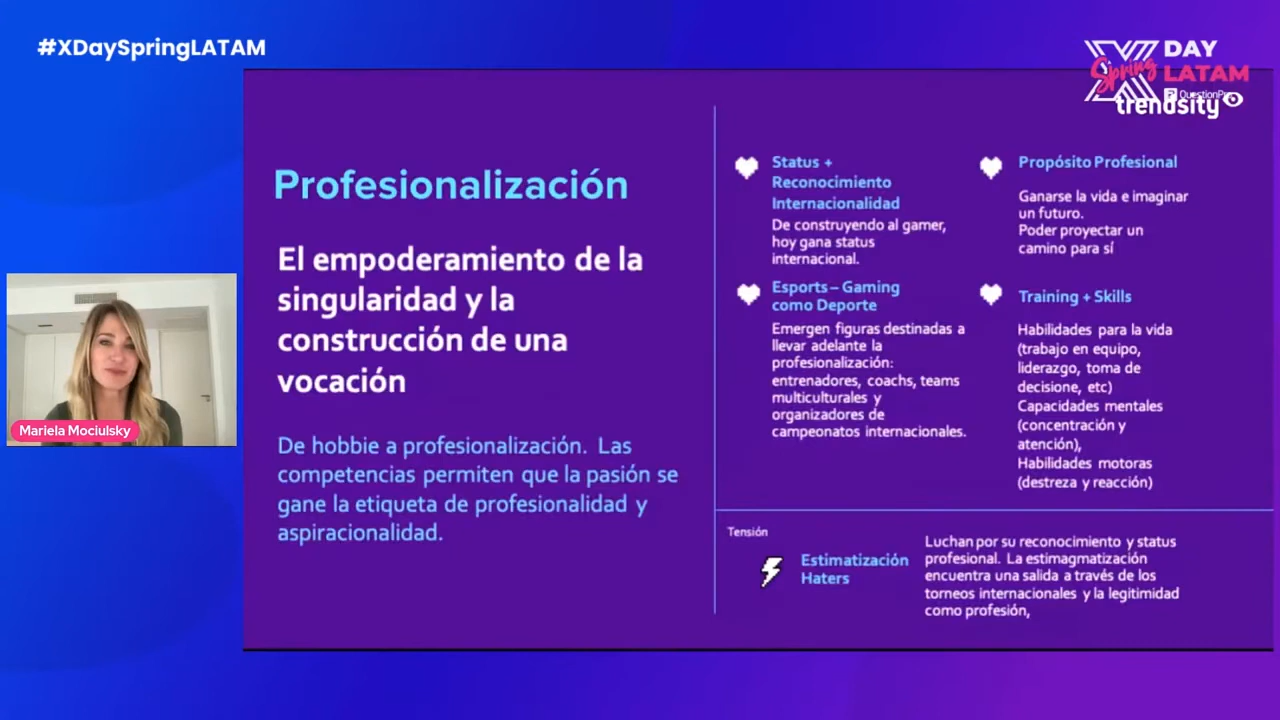 #XDaySpringLATAM
X DAY
Spring LATAM
QuestionPro
trendsity
Profesionalización
El empoderamiento de la
singularidad y la
construcción de una
vocación
De hobbie a profesionalización. Las
competencias permiten que la pasión se
gane la etiqueta de profesionalidad y
aspiracionalidad.
Status +
Reconocimiento
Internacionalidad
De construyendo al gamer,
hoy gana status
internacional.
Propósito Profesional
Ganarse la vida e imaginar
un futuro.
Poder proyectar un
camino para sí
Esports – Gaming
como Deporte
Emergen figuras destinadas a
llevar adelante la
profesionalización:
entrenadores, coachs, teams
multiculturales y
organizadores de
campeonatos internacionales.
Training + Skills
Habilidades para la vida
(trabajo en equipo,
liderazgo, toma de
decisione, etc)
Capacidades mentales
(concentración y
atención),
Habilidades motoras
(destreza y reacción)
Tensión
Estimatización
Haters
Luchan por su reconocimiento y status
profesional. La estimagmatización
encuentra una salida a través de los
torneos internacionales y la legitimidad
como profesión,
Mariela Mociulsky